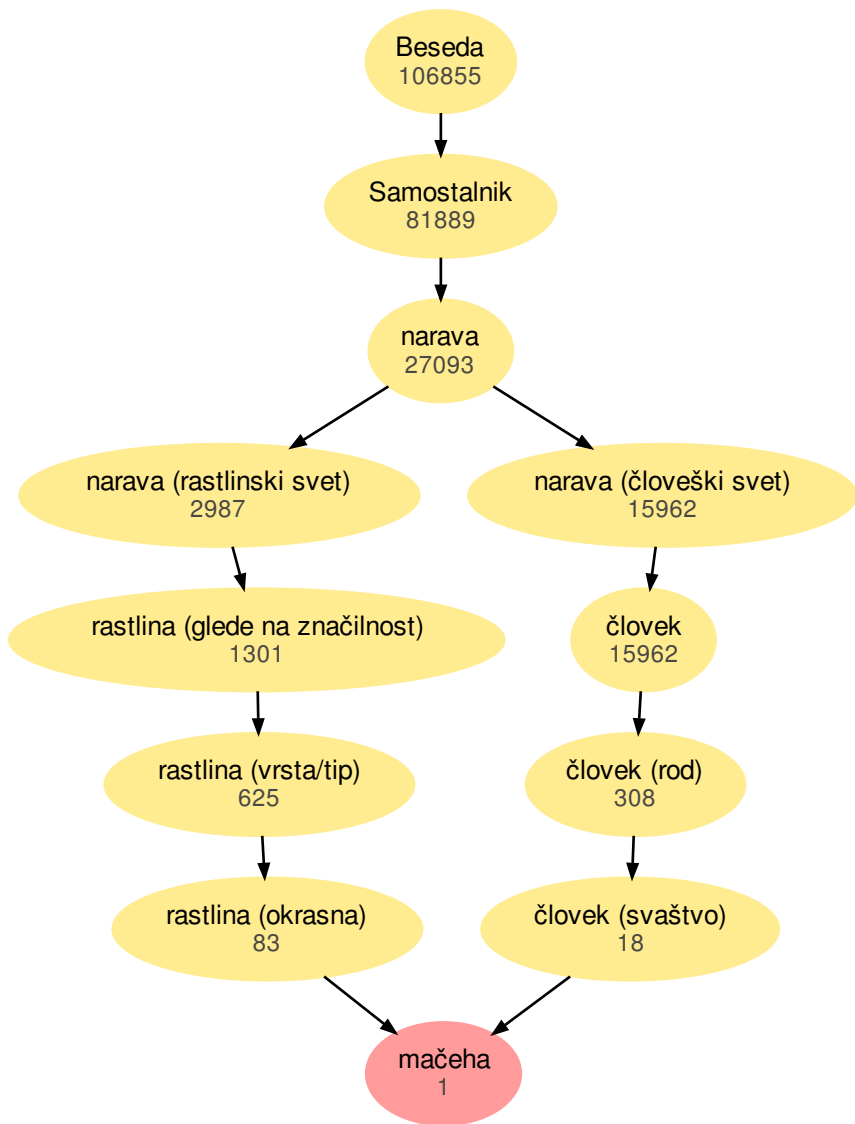 Beseda
106855
Samostalnik
81889
narava
27093
narava (rastlinski svet)
2987
narava (človeški svet)
15962
rastlina (glede na značilnost)
1301
človek
15962
rastlina (vrsta/tip)
625
človek (rod)
308
rastlina (okrasna)
83
človek (svaštvo)
18
mačeha
1